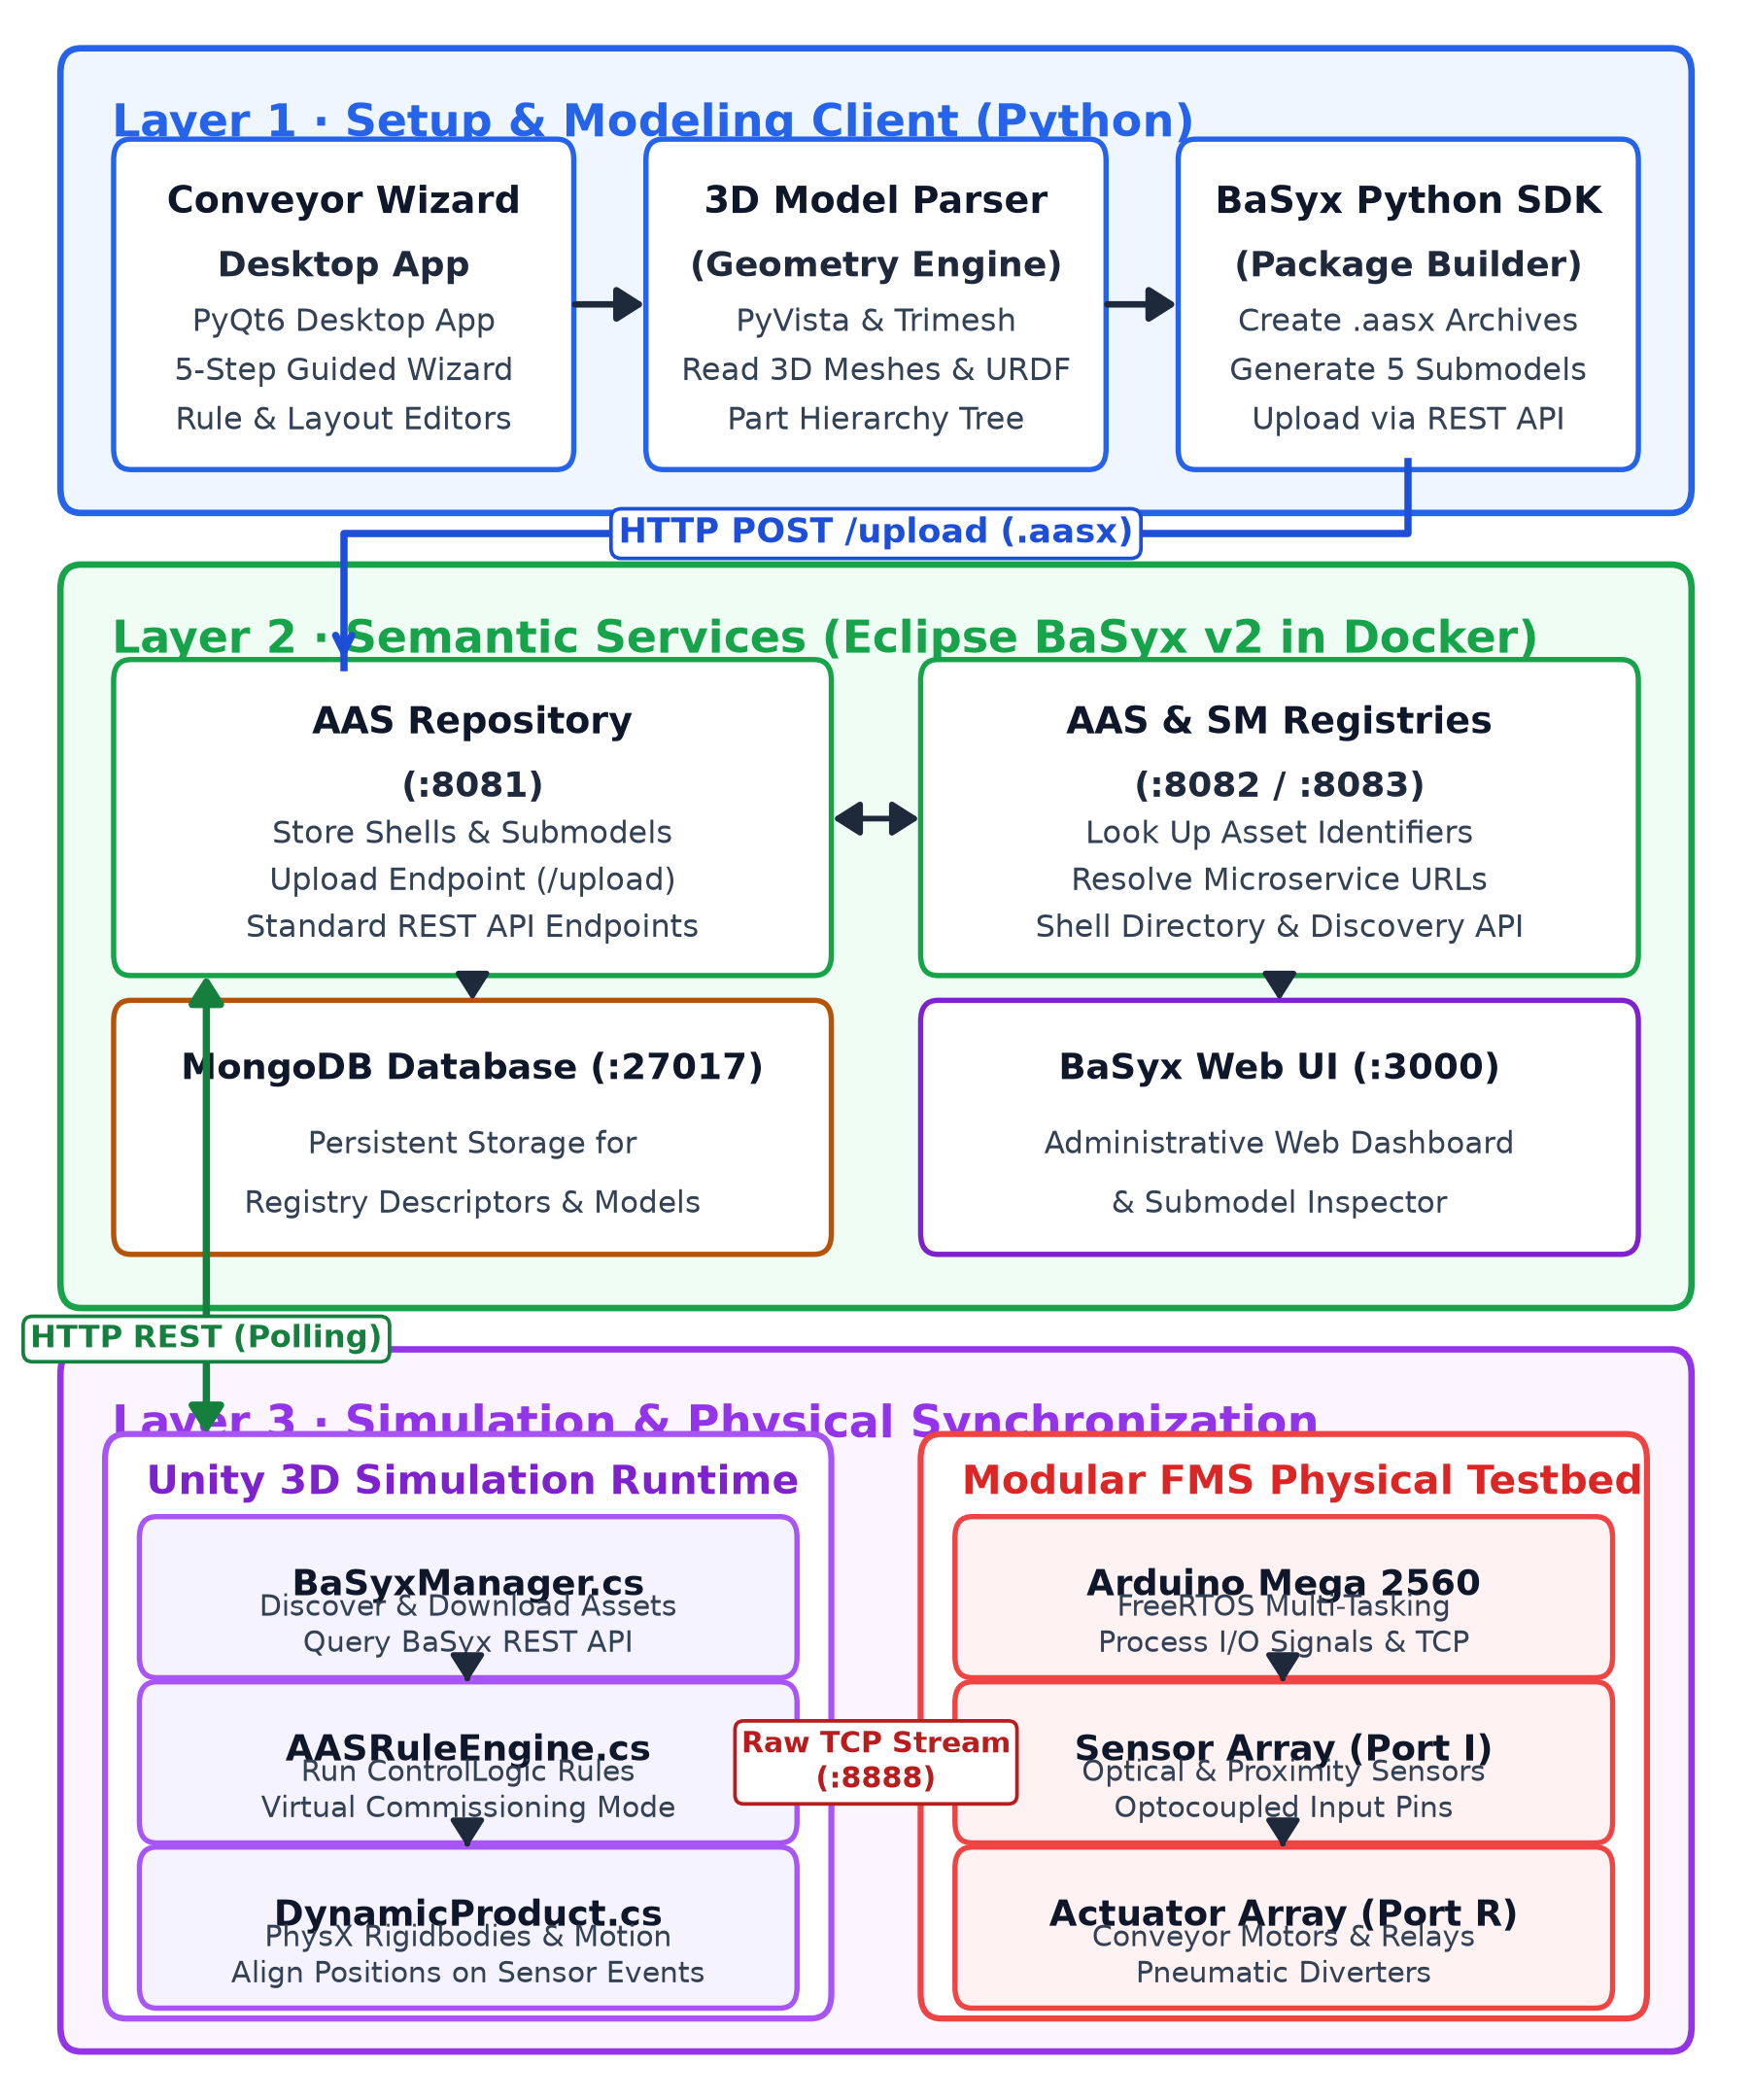 Layer 1 · Setup & Modeling Client (Python)
Conveyor Wizard
Desktop App
PyQt6 Desktop App
5-Step Guided Wizard
Rule & Layout Editors
3D Model Parser
(Geometry Engine)
PyVista & Trimesh
Read 3D Meshes & URDF
Part Hierarchy Tree
BaSyx Python SDK
(Package Builder)
Create .aasx Archives
Generate 5 Submodels
Upload via REST API
HTTP POST /upload (.aasx)
Layer 2 · Semantic Services (Eclipse BaSyx v2 in Docker)
AAS Repository
(:8081)
Store Shells & Submodels
Upload Endpoint (/upload)
Standard REST API Endpoints
AAS & SM Registries
(:8082 / :8083)
Look Up Asset Identifiers
Resolve Microservice URLs
Shell Directory & Discovery API
MongoDB Database (:27017)
Persistent Storage for
Registry Descriptors & Models
BaSyx Web UI (:3000)
Administrative Web Dashboard
& Submodel Inspector
HTTP REST (Polling)
Layer 3 · Simulation & Physical Synchronization
Unity 3D Simulation Runtime
BaSyxManager.cs
Discover & Download Assets
Query BaSyx REST API
AASRuleEngine.cs
Run ControlLogic Rules
Virtual Commissioning Mode
DynamicProduct.cs
PhysX Rigidbodies & Motion
Align Positions on Sensor Events
Raw TCP Stream
(:8888)
Modular FMS Physical Testbed
Arduino Mega 2560
FreeRTOS Multi-Tasking
Process I/O Signals & TCP
Sensor Array (Port I)
Optical & Proximity Sensors
Optocoupled Input Pins
Actuator Array (Port R)
Conveyor Motors & Relays
Pneumatic Diverters